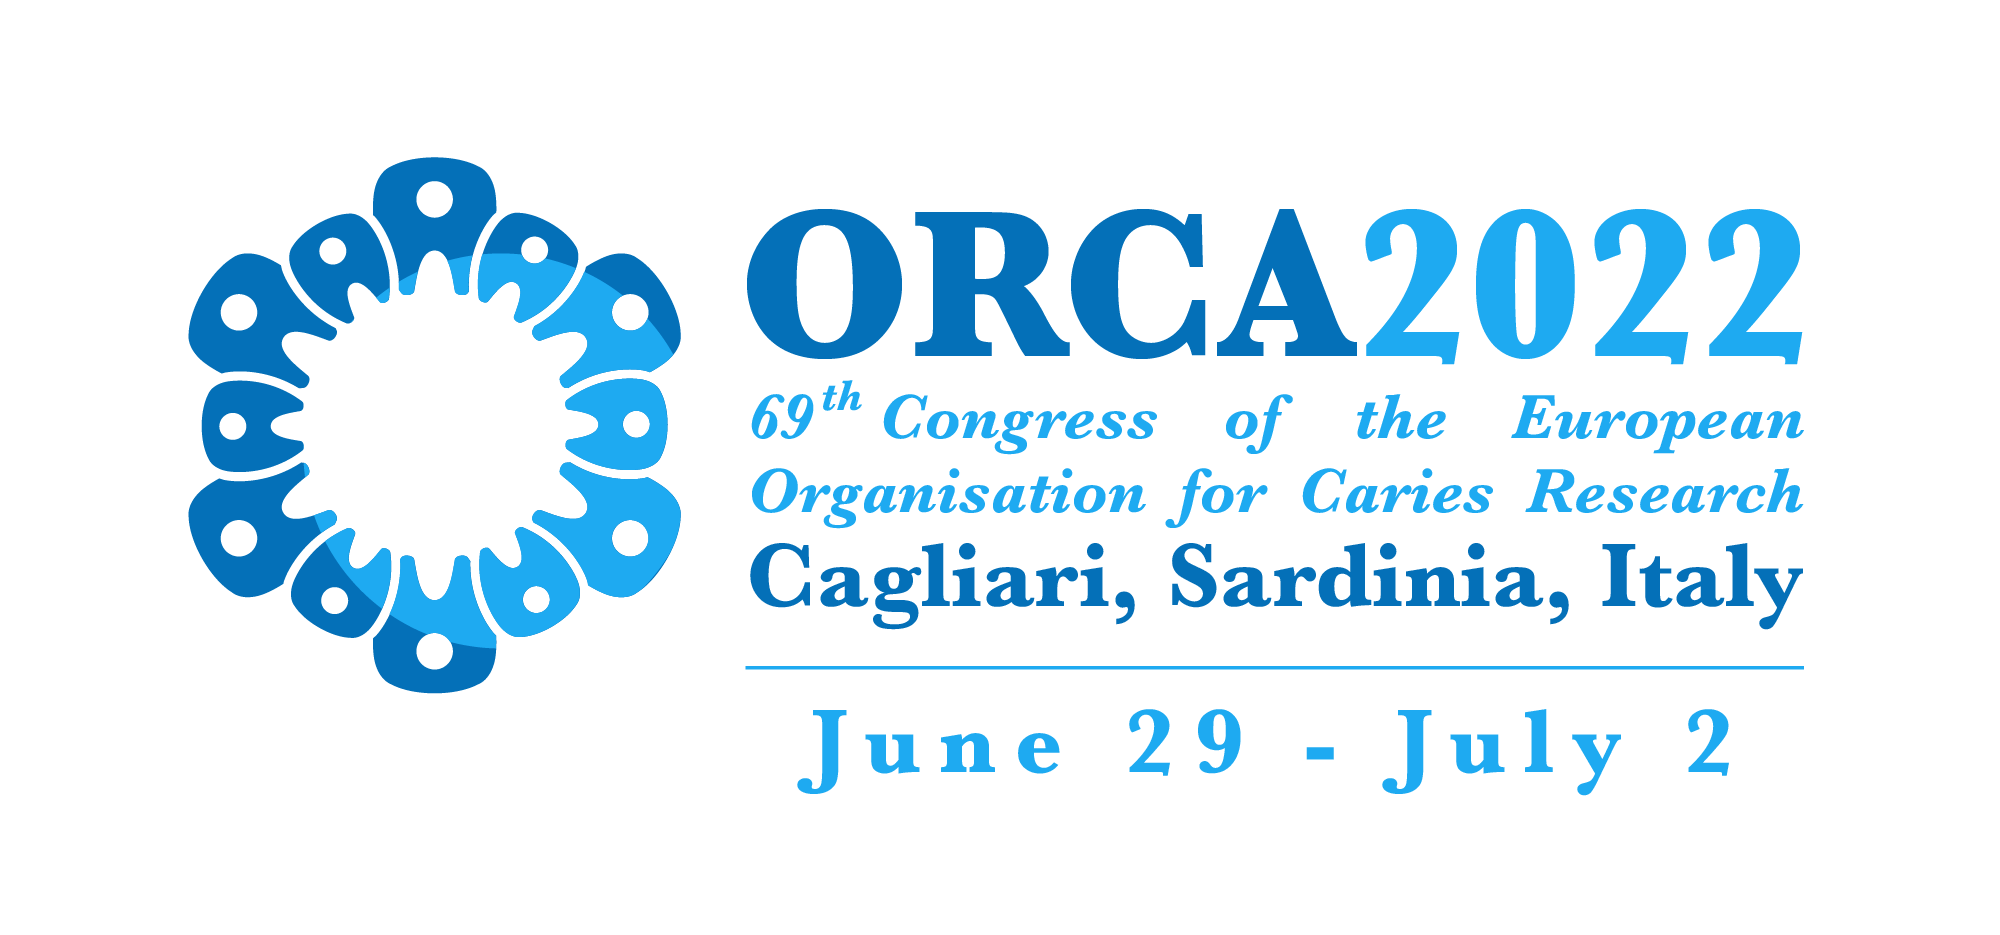 ORCA2022
69th Congress of the European
Organisation for Caries Research
Cagliari, Sardinia, Italy
June 29 - July 2